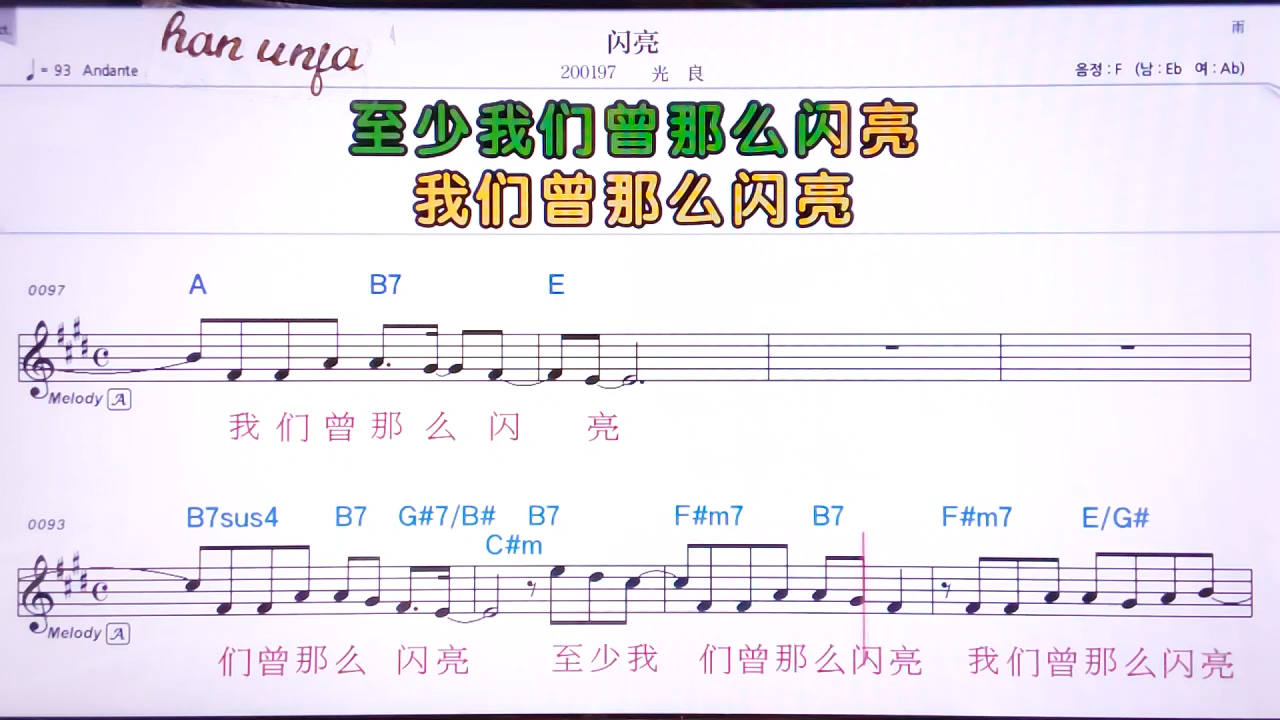 han unfa
闪亮
雨
♩= 93 Andante
200197 光 良
음정 : F (남 : Eb 여 : Ab)
至少我们曾那么闪亮
我们曾那么闪亮
0097
A B7 E
Melody A
我 们 曾 那 么 闪 亮
0093
B7sus4 B7 G#7/B# B7 F#m7 B7 F#m7 E/G#
C#m
Melody A
们曾那么 闪亮 至少我 们曾那么闪亮 我们曾那么闪亮